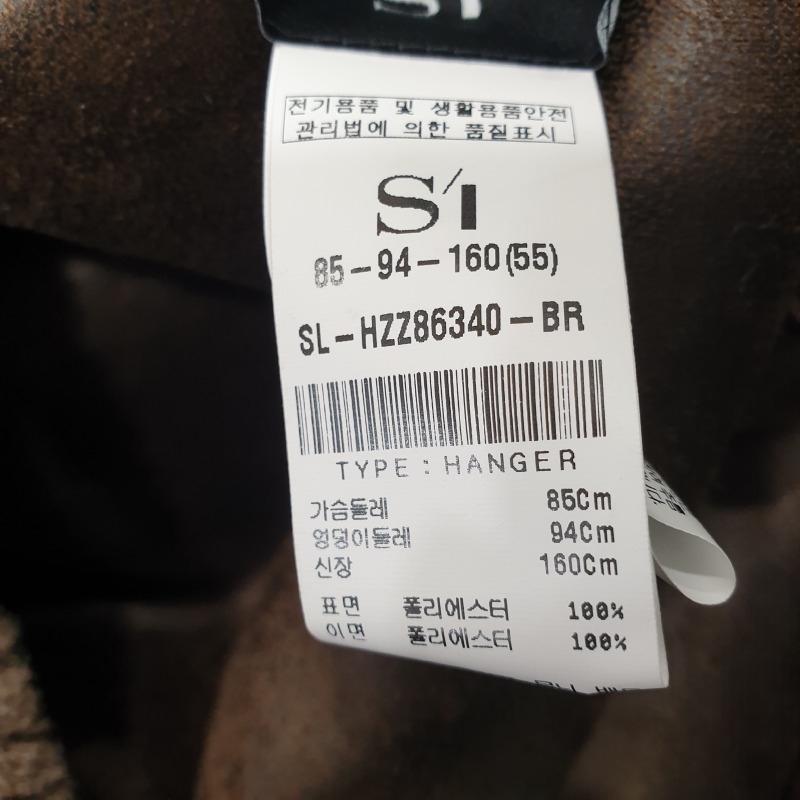 S'I
전기용품 및 생활용품안전
관리법에 의한 품질표시
S'I
85-94-160(55)
SL-HZZ86340-BR
TYPE : HANGER
가슴둘레 85Cm
엉덩이둘레 94Cm
신장 160Cm
표면 폴리에스터 100%
이면 폴리에스터 100%